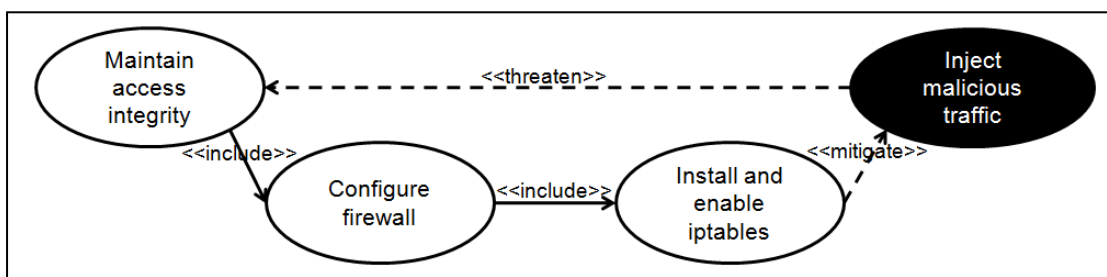 Maintain
access
integrity
<<threaten>>
Inject
malicious
traffic
<<include>>
Configure
firewall
<<include>>
Install and
enable
iptables
<<mitigate>>